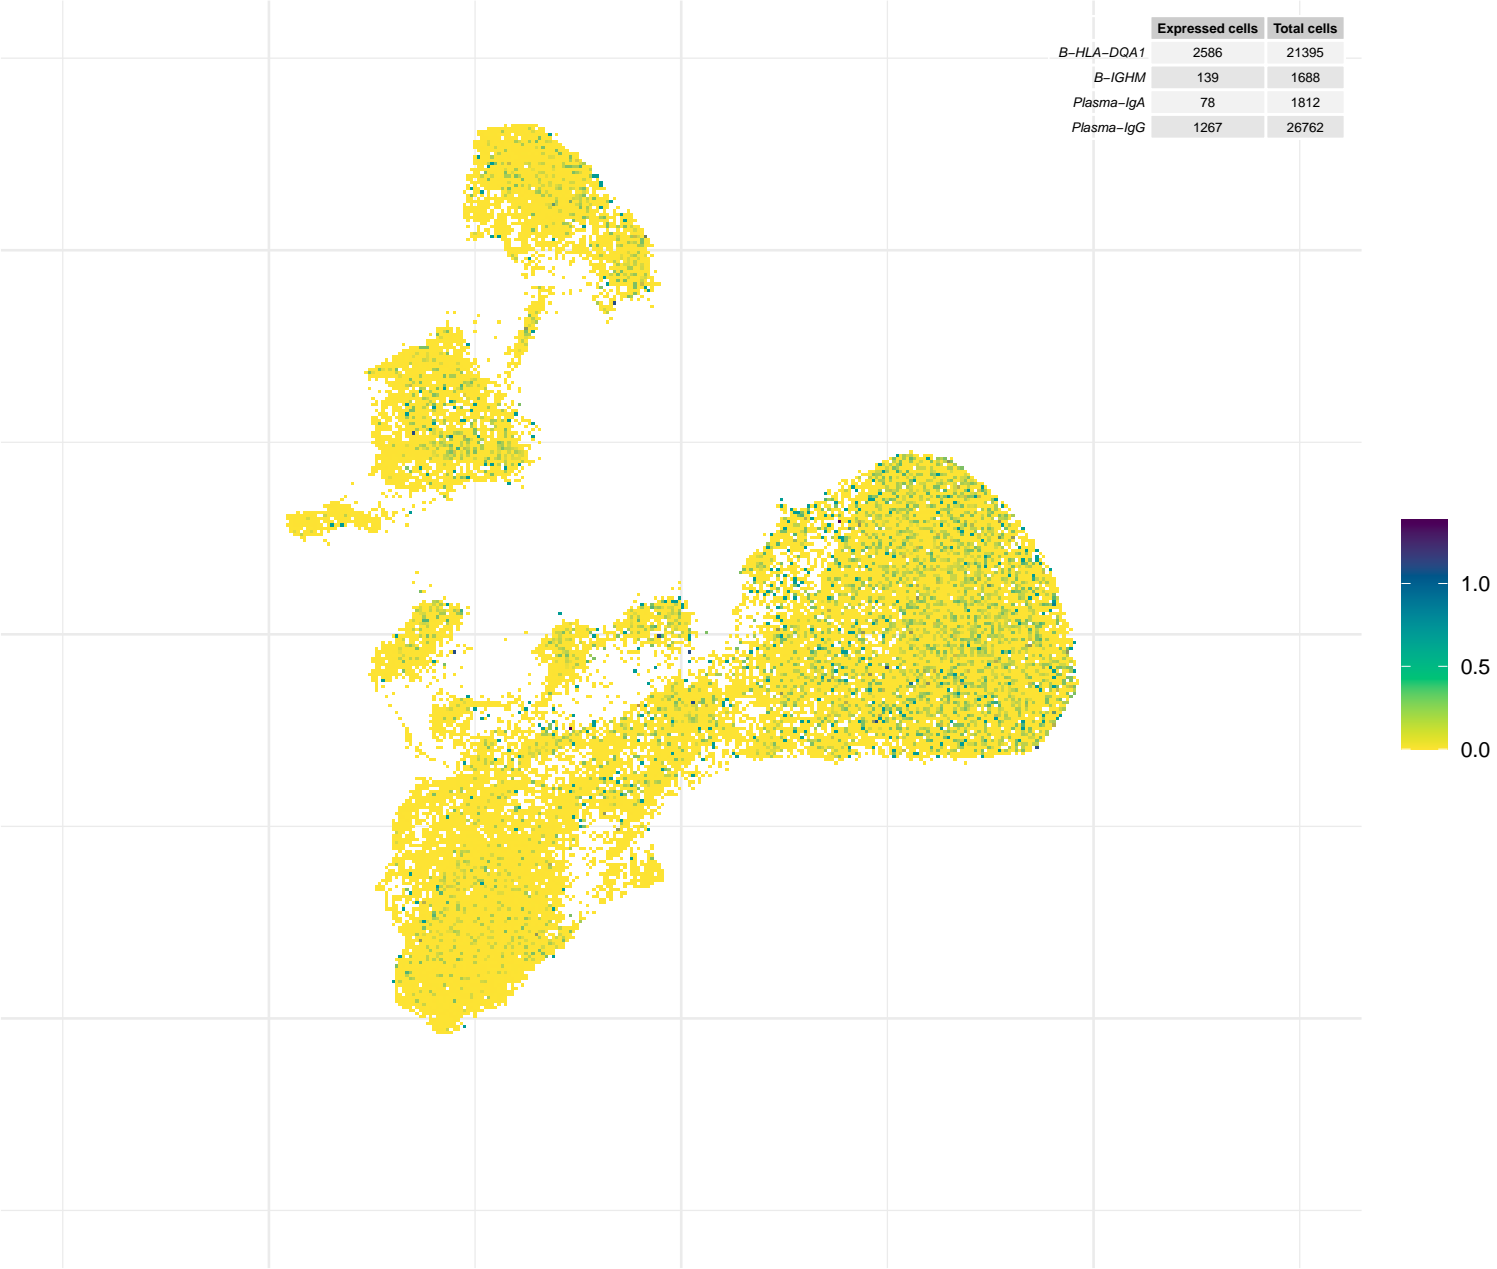 Expressed cells Total cells
B−HLA−DQA1 2586 21395
B−IGHM 139 1688
Plasma−IgA 78 1812
Plasma−IgG 1267 26762
1.0
0.5
0.0